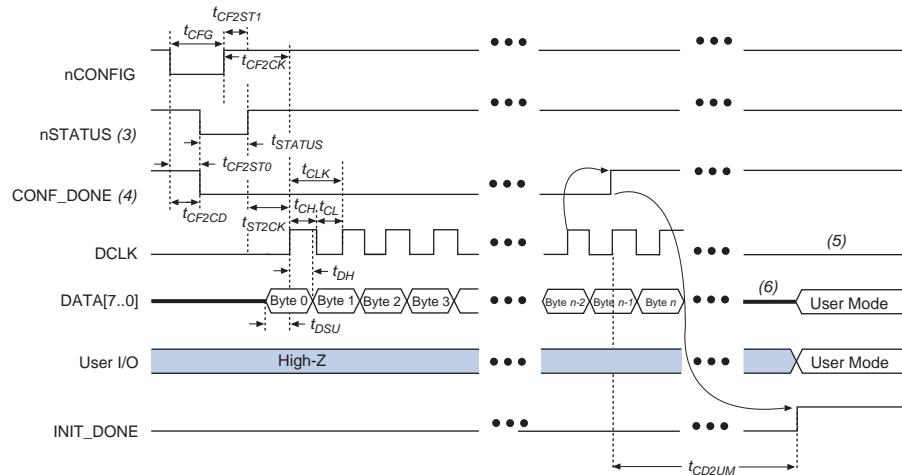 tCF2ST1
tCFG
tCF2CK
nCONFIG
nSTATUS (3)
tSTATUS
tCF2ST0
tCLK
CONF_DONE (4)
tCF2CD
tST2CK
tCH
tCL
DCLK
(5)
tDH
DATA[7..0]
Byte 0
Byte 1
Byte 2
Byte 3
Byte n-2
Byte n-1
Byte n
(6)
User Mode
tDSU
User I/O
High-Z
User Mode
INIT_DONE
tCD2UM